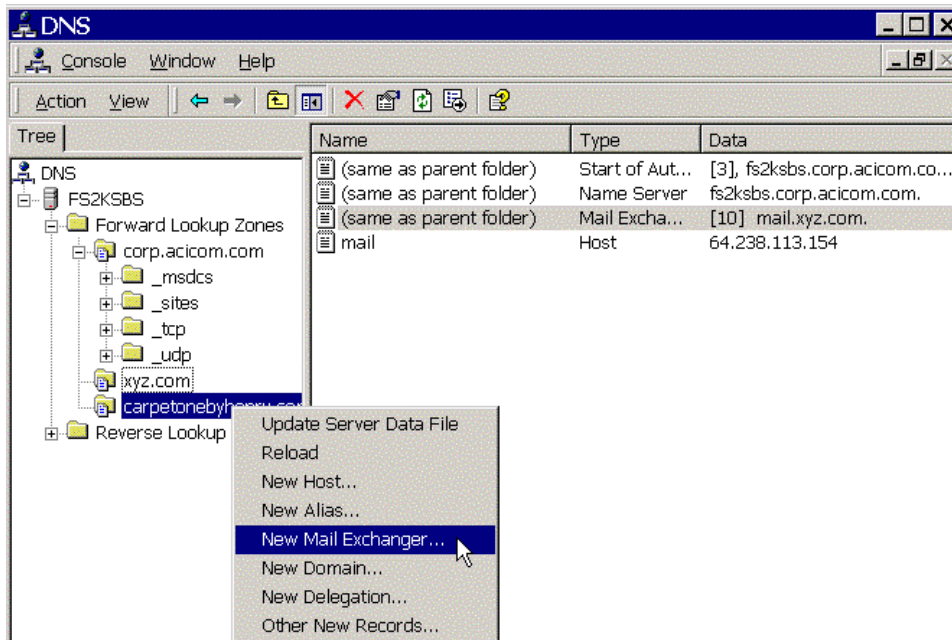 DNS
Console Window Help
Action View
Tree
Name Type Data
DNS
FS2KSBS
Forward Lookup Zones
corp.acicom.com
_msdcs
_sites
_tcp
_udp
xyz.com
carpetonebyhenry.com
Reverse Lookup
(same as parent folder) Start of Aut... [3], fs2ksbs.corp.acicom.co...
(same as parent folder) Name Server fs2ksbs.corp.acicom.com.
(same as parent folder) Mail Excha... [10] mail.xyz.com.
mail Host 64.238.113.154
Update Server Data File
Reload
New Host...
New Alias...
New Mail Exchanger...
New Domain...
New Delegation...
Other New Records...